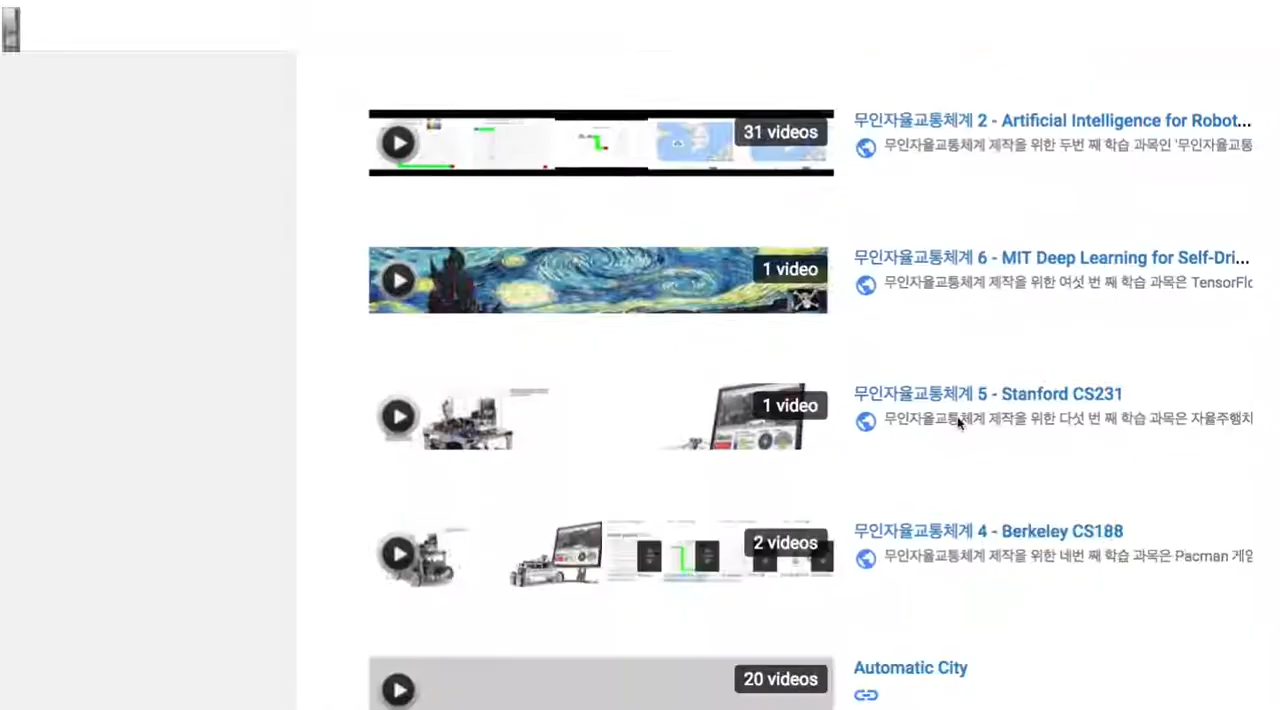 31 videos
무인자율교통체계 2 - Artificial Intelligence for Robot...
무인자율교통체계 제작을 위한 두번 째 학습 과목인 '무인자율교통
1 video
무인자율교통체계 6 - MIT Deep Learning for Self-Dri...
무인자율교통체계 제작을 위한 여섯 번 째 학습 과목은 TensorFlo
1 video
무인자율교통체계 5 - Stanford CS231
무인자율교통체계 제작을 위한 다섯 번 째 학습 과목은 자율주행차
2 videos
무인자율교통체계 4 - Berkeley CS188
무인자율교통체계 제작을 위한 네번 째 학습 과목은 Pacman 게임
20 videos
Automatic City